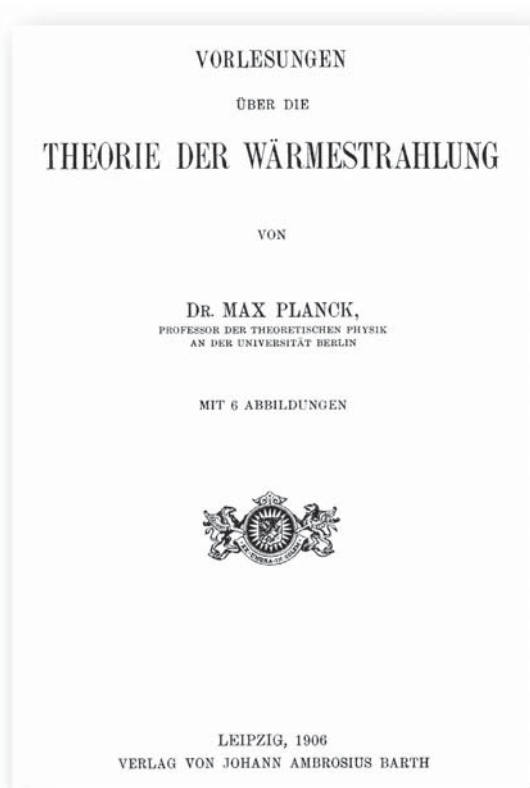 VORLESUNGEN
ÜBER DIE
THEORIE DER WÄRMESTRAHLUNG
VON
DR. MAX PLANCK,
PROFESSOR DER THEORETISCHEN PHYSIK
AN DER UNIVERSITÄT BERLIN
MIT 6 ABBILDUNGEN
LEIPZIG, 1906
VERLAG VON JOHANN AMBROSIUS BARTH